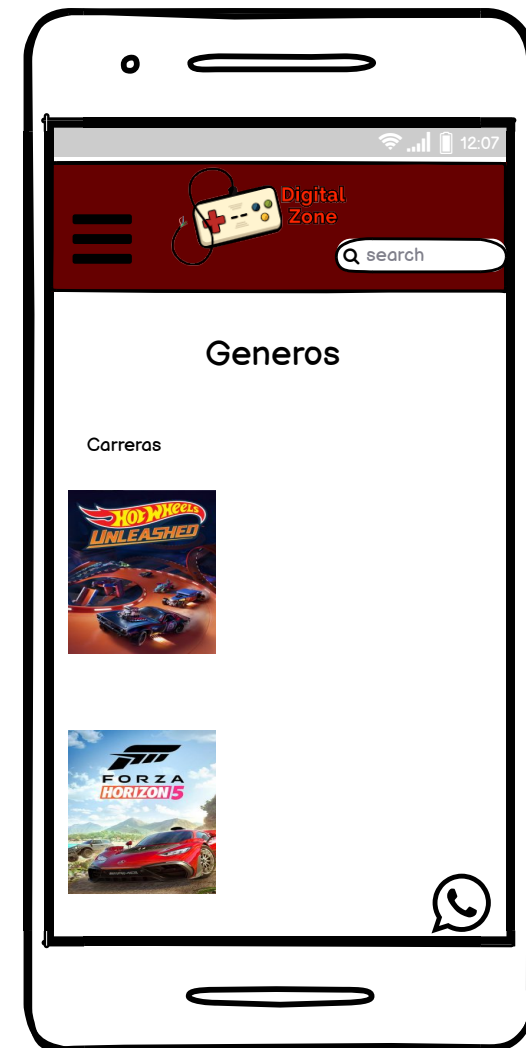 12:07
Digital
Zone
search
Generos
Carreras
HOT WHEELS
UNLEASHED
FORZA
HORIZON 5